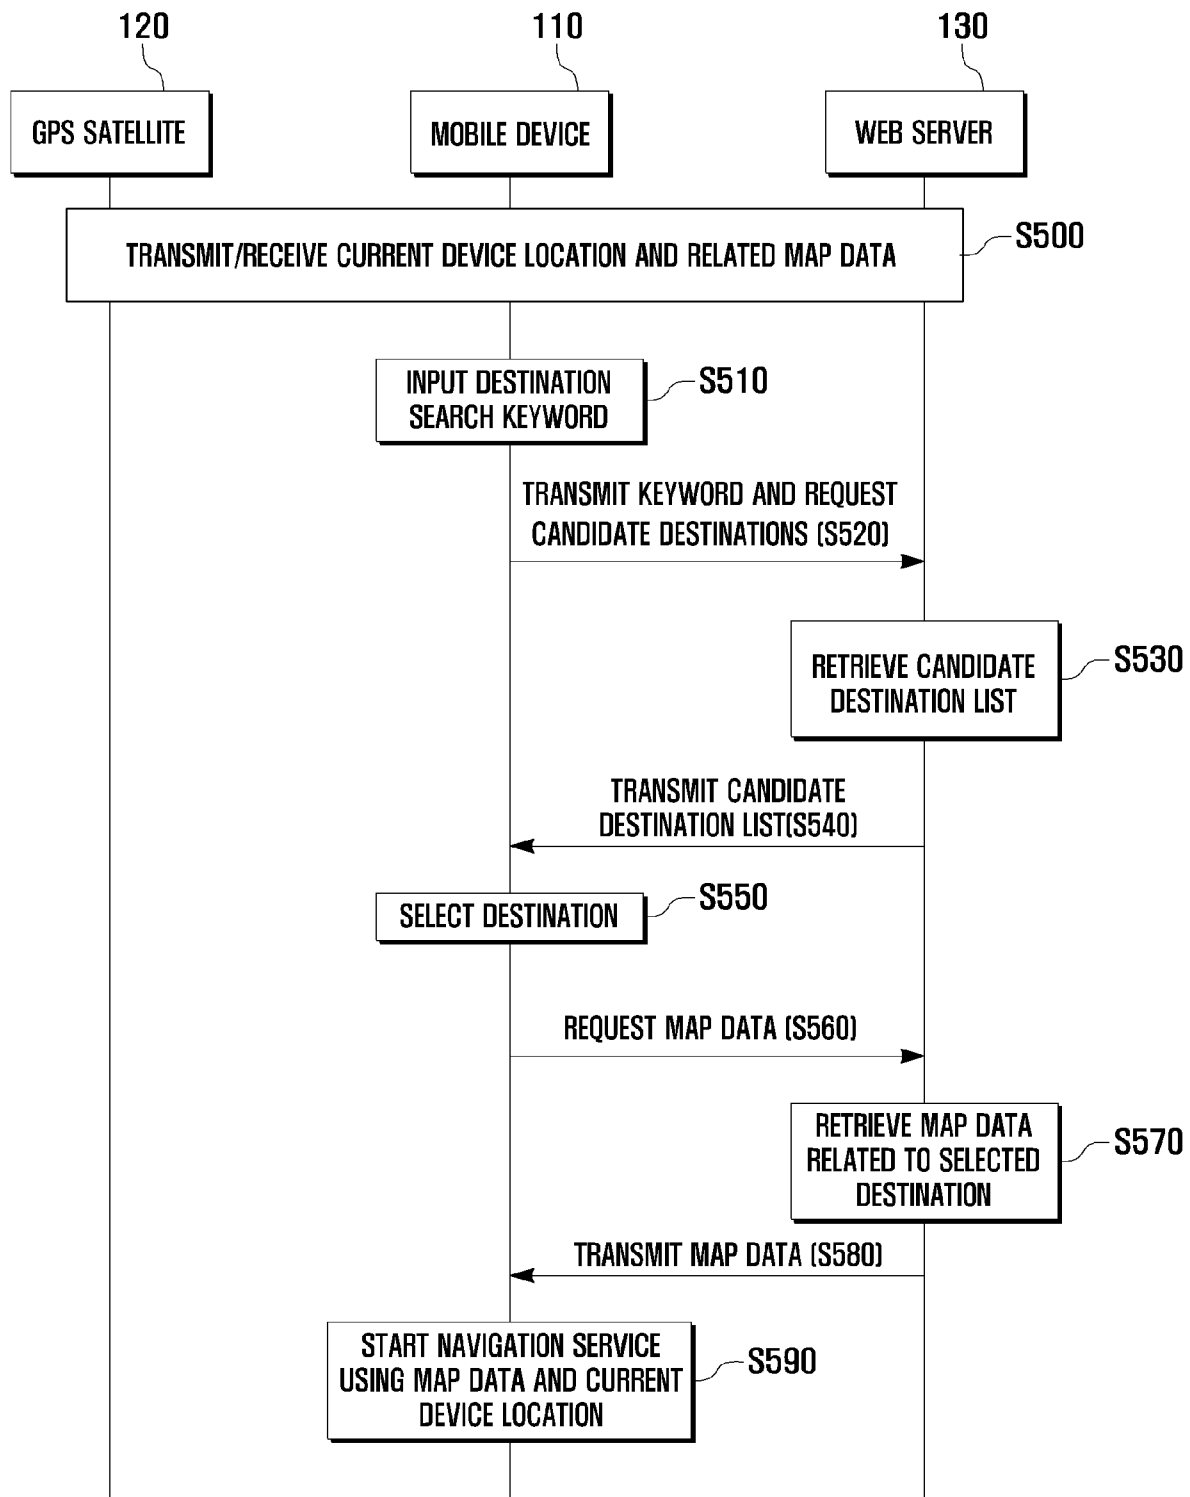 120
110
130
GPS SATELLITE
MOBILE DEVICE
WEB SERVER
TRANSMIT/RECEIVE CURRENT DEVICE LOCATION AND RELATED MAP DATA
S500
INPUT DESTINATION
SEARCH KEYWORD
S510
TRANSMIT KEYWORD AND REQUEST
CANDIDATE DESTINATIONS (S520)
RETRIEVE CANDIDATE
DESTINATION LIST
S530
TRANSMIT CANDIDATE
DESTINATION LIST(S540)
SELECT DESTINATION
S550
REQUEST MAP DATA (S560)
RETRIEVE MAP DATA
RELATED TO SELECTED
DESTINATION
S570
TRANSMIT MAP DATA (S580)
START NAVIGATION SERVICE
USING MAP DATA AND CURRENT
DEVICE LOCATION
S590